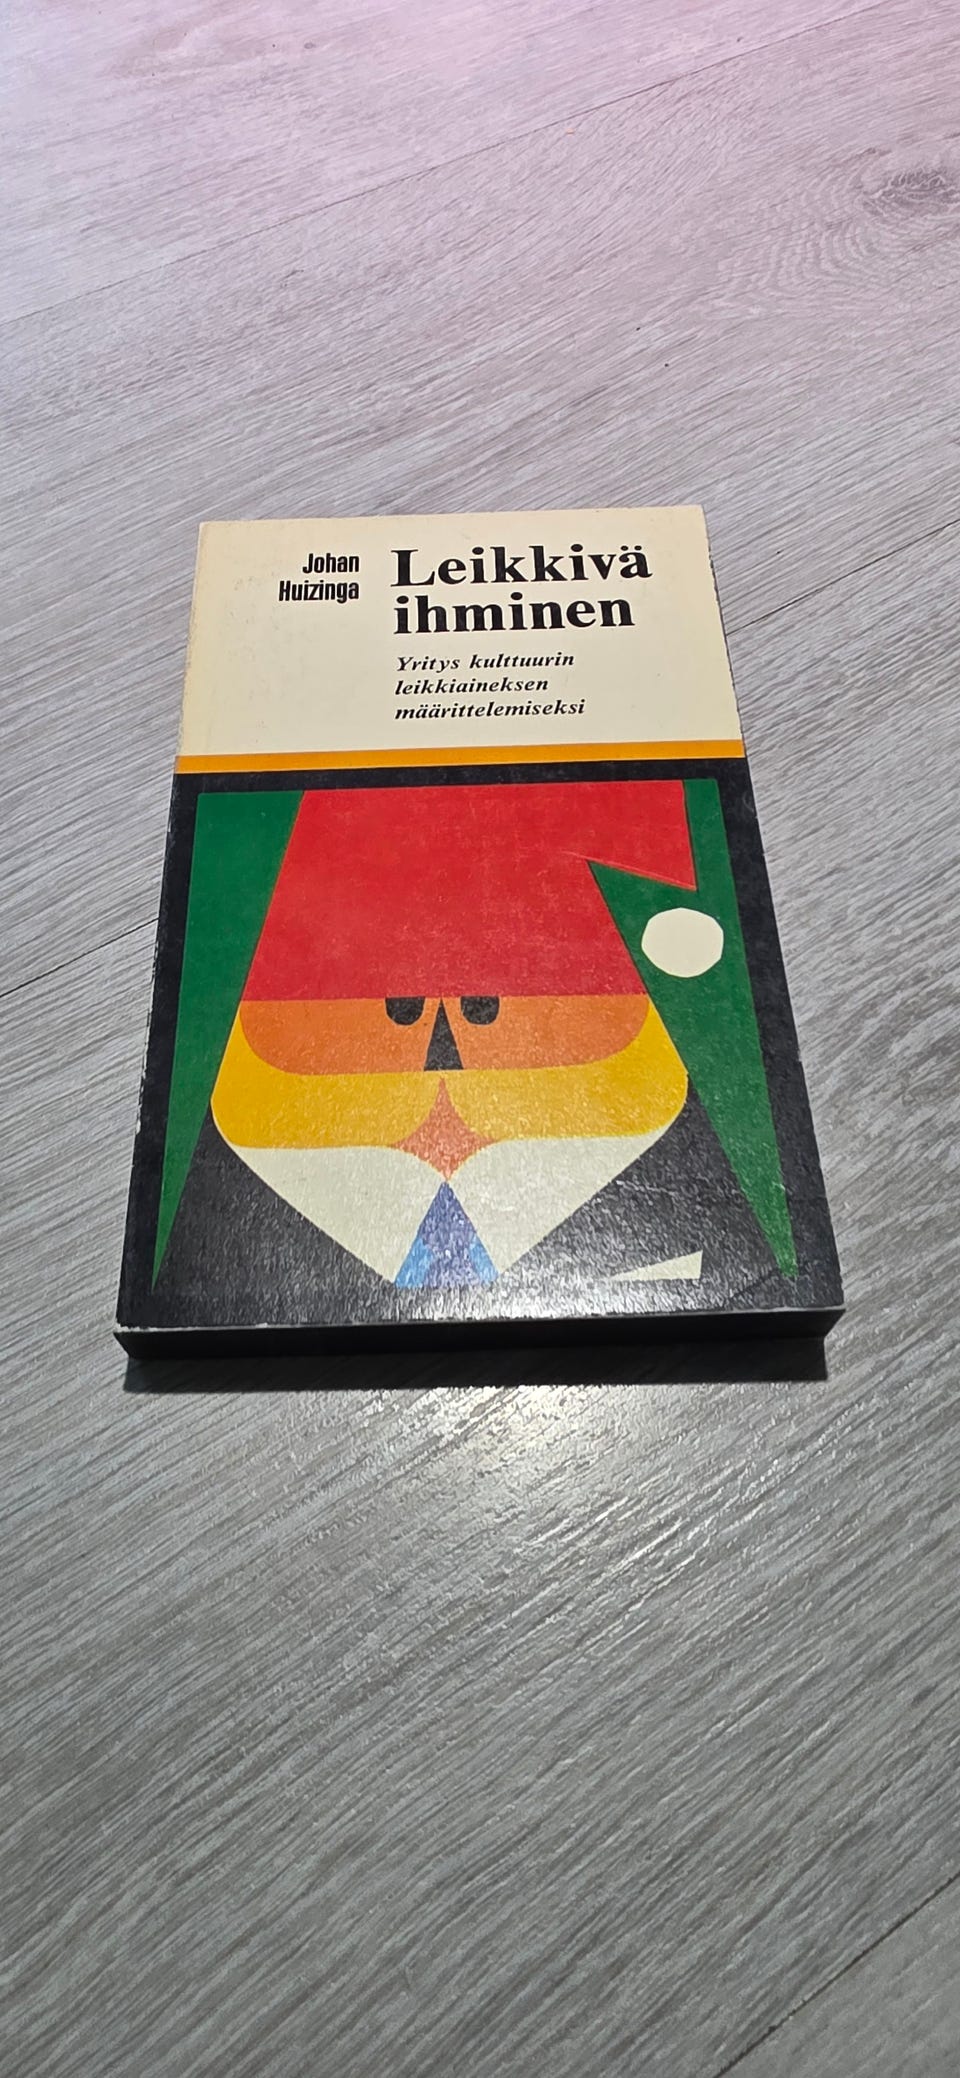 Johan
Huizinga
Leikkivä
ihminen
Yritys kulttuurin
leikkiaineksen
määrittelemiseksi